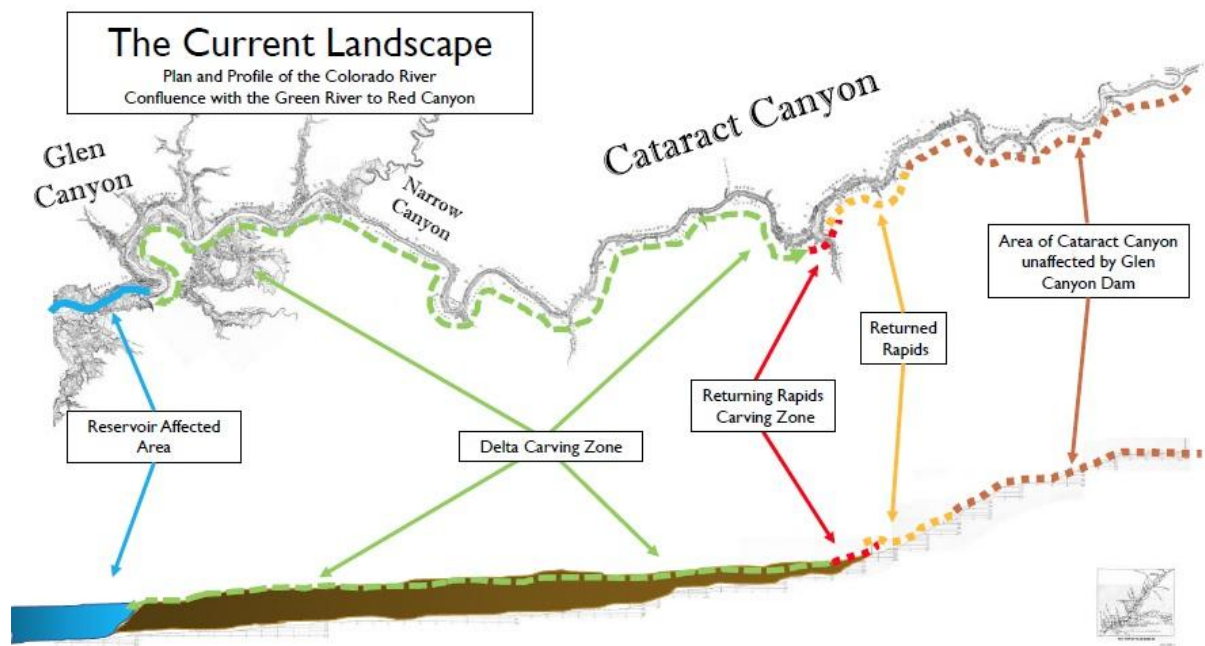 The Current Landscape
Plan and Profile of the Colorado River
Confluence with the Green River to Red Canyon
Glen
Canyon
Narrow
Canyon
Cataract Canyon
Area of Cataract Canyon
unaffected by Glen
Canyon Dam
Returned
Rapids
Returning Rapids
Carving Zone
Reservoir Affected
Area
Delta Carving Zone